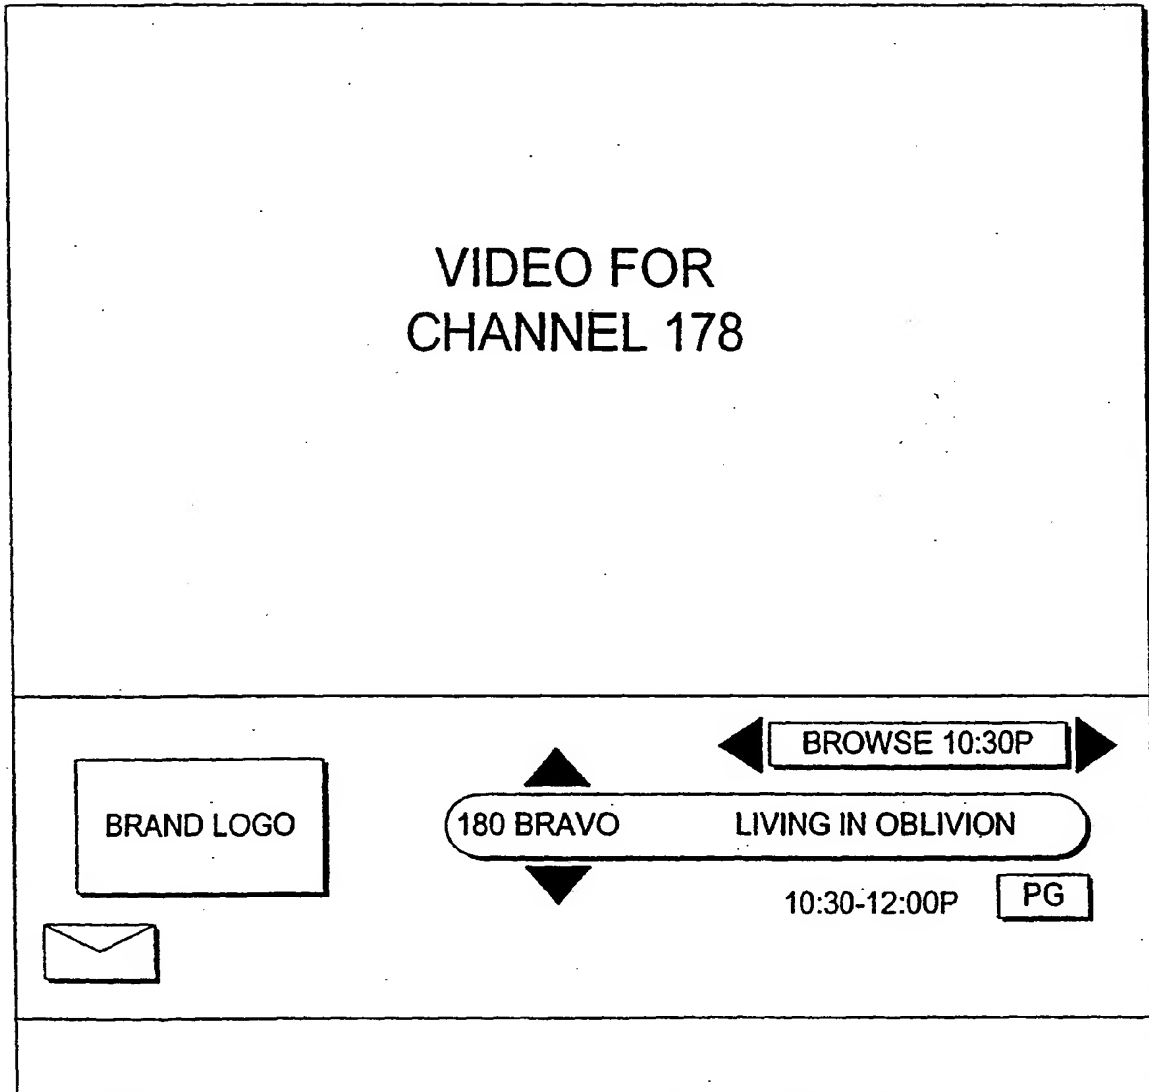 VIDEO FOR
CHANNEL 178
BROWSE 10:30P
BRAND LOGO
180 BRAVO LIVING IN OBLIVION
10:30-12:00P PG